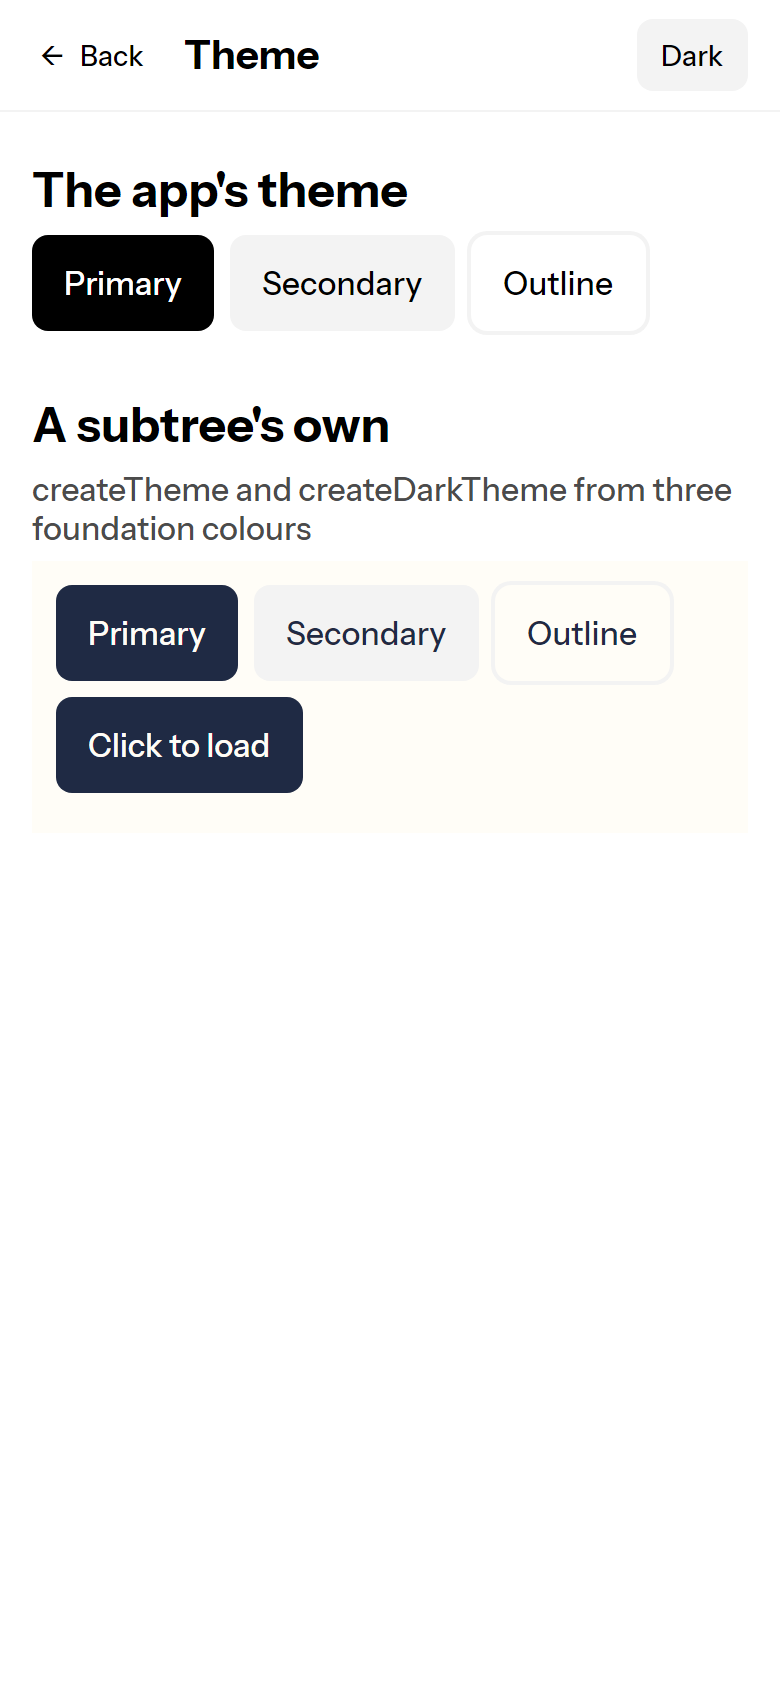 ← Back Theme Dark
The app's theme
Primary Secondary Outline
A subtree's own
createTheme and createDarkTheme from three
foundation colours
Primary Secondary Outline
Click to load